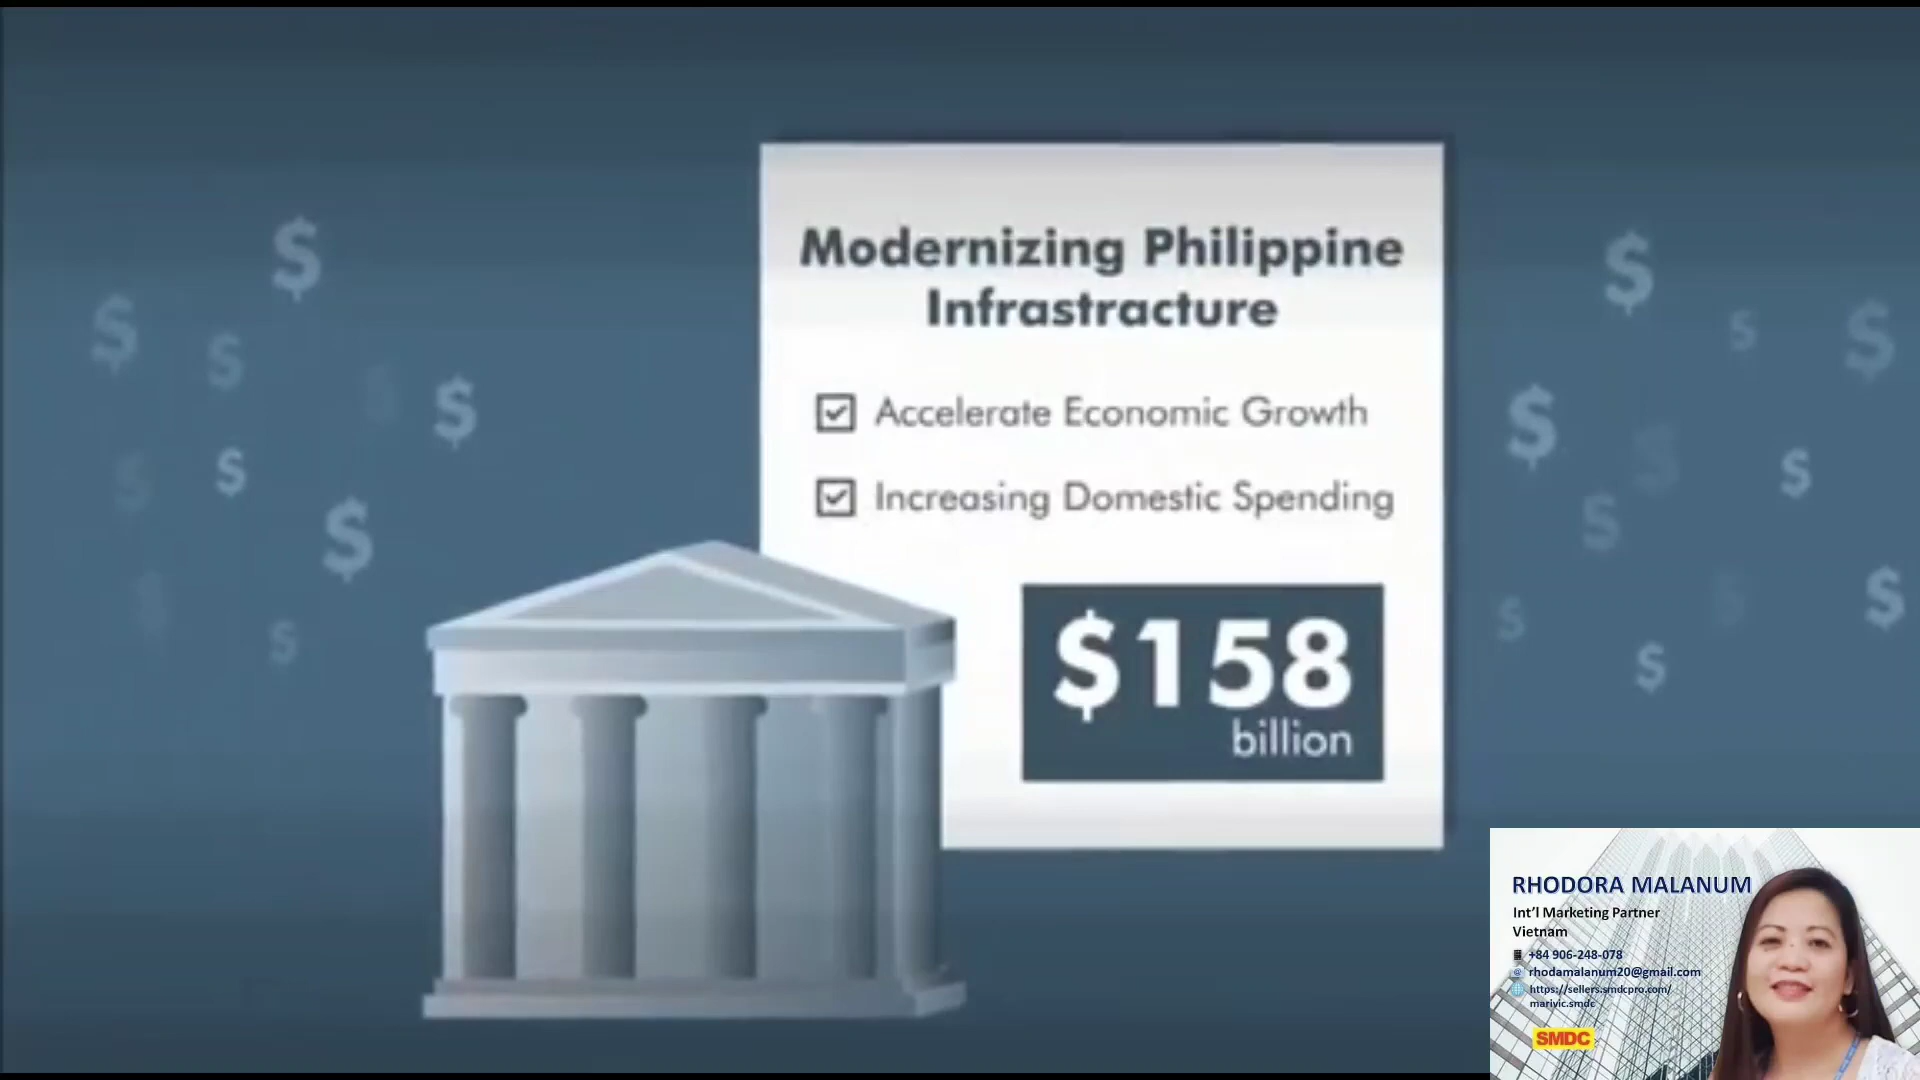 Modernizing Philippine
Infrastracture
Accelerate Economic Growth
Increasing Domestic Spending
$158
billion
RHODORA MALANUM
Int'l Marketing Partner
Vietnam
+84 906-248-078
rhodamalanum20@gmail.com
https://sellers.smdcpro.com/
marivic.smdc
SMDC